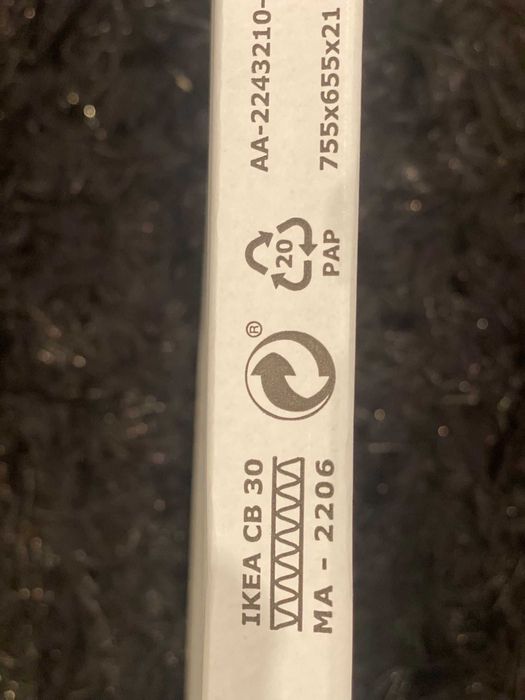 IKEA CB 30
MA - 2206
®
20
PAP
AA-2243210-
755x655x21